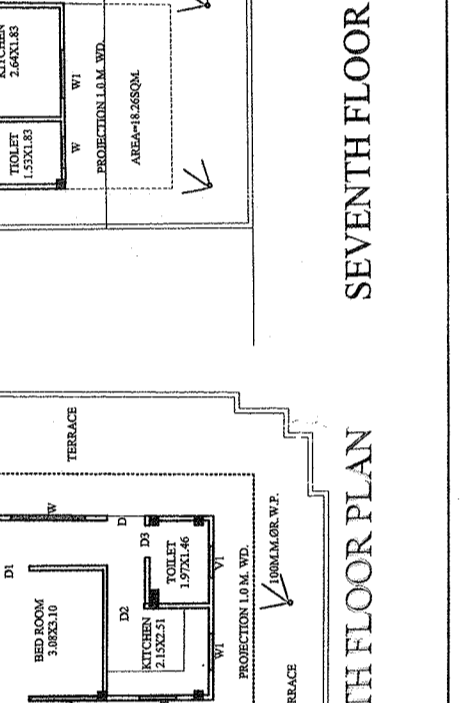 KITCHEN
2.64X1.83
TIOLET
1.53X1.83
W1
W
PROJECTION 1.0 M. WD.
AREA=18.26SQM.
SEVENTH FLOOR
TERRACE
W
D1
D
D3
BED ROOM
3.08X3.10
D2
TOILET
1.97X1.46
KITCHEN
2.15X2.51
V1
W1
PROJECTION 1.0 M. WD.
100M.M.ØR.W.P.
RRACE
TH FLOOR PLAN